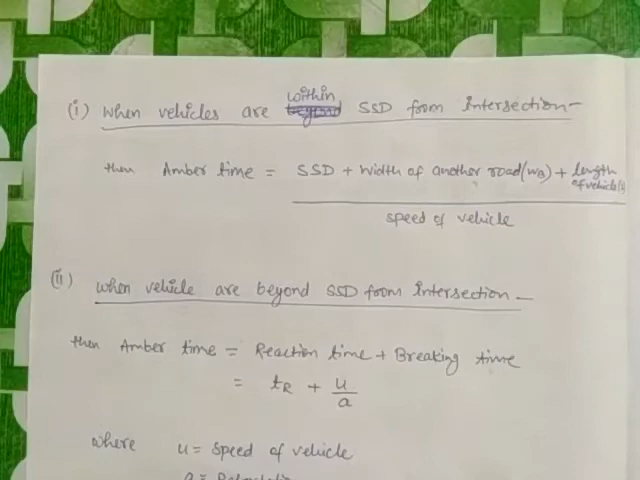 (i) when vehicles are within SSD from intersection-
then Amber time = SSD + width of another road(wa) + length of vehicle(l)
speed of vehicle
(ii) when vehicle are beyond SSD from intersection -
then Amber time = Reaction time + Breaking time
= tR + u/a
where u = speed of vehicle
a =